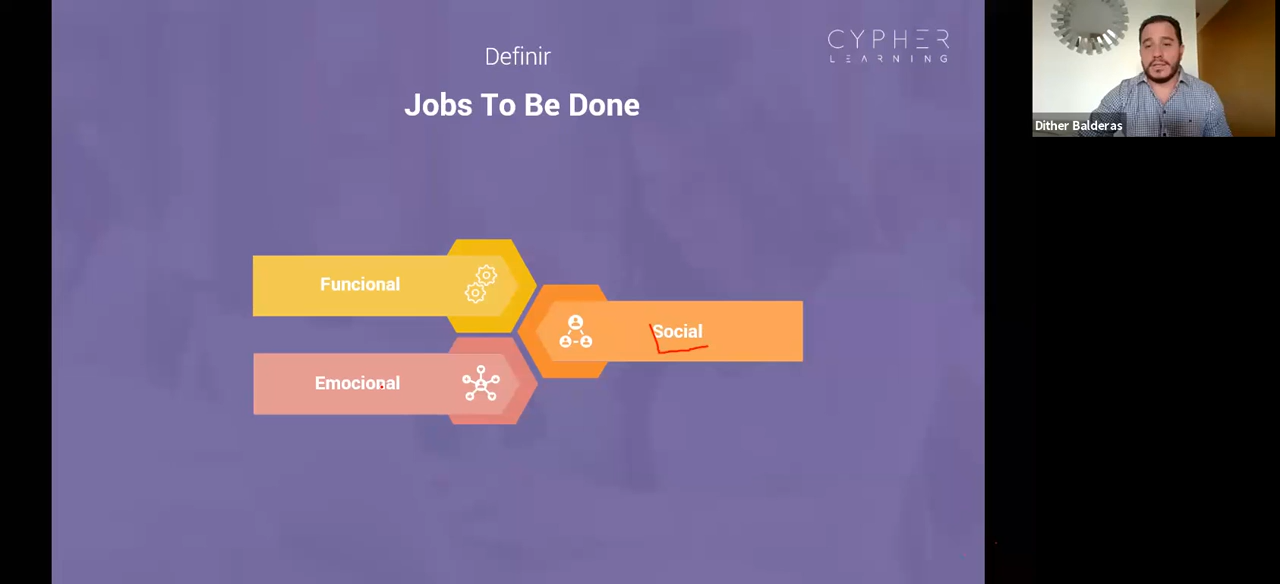 Definir
Jobs To Be Done
CYPHER
LEARNING
Dither Balderas
Funcional
Social
Emocional